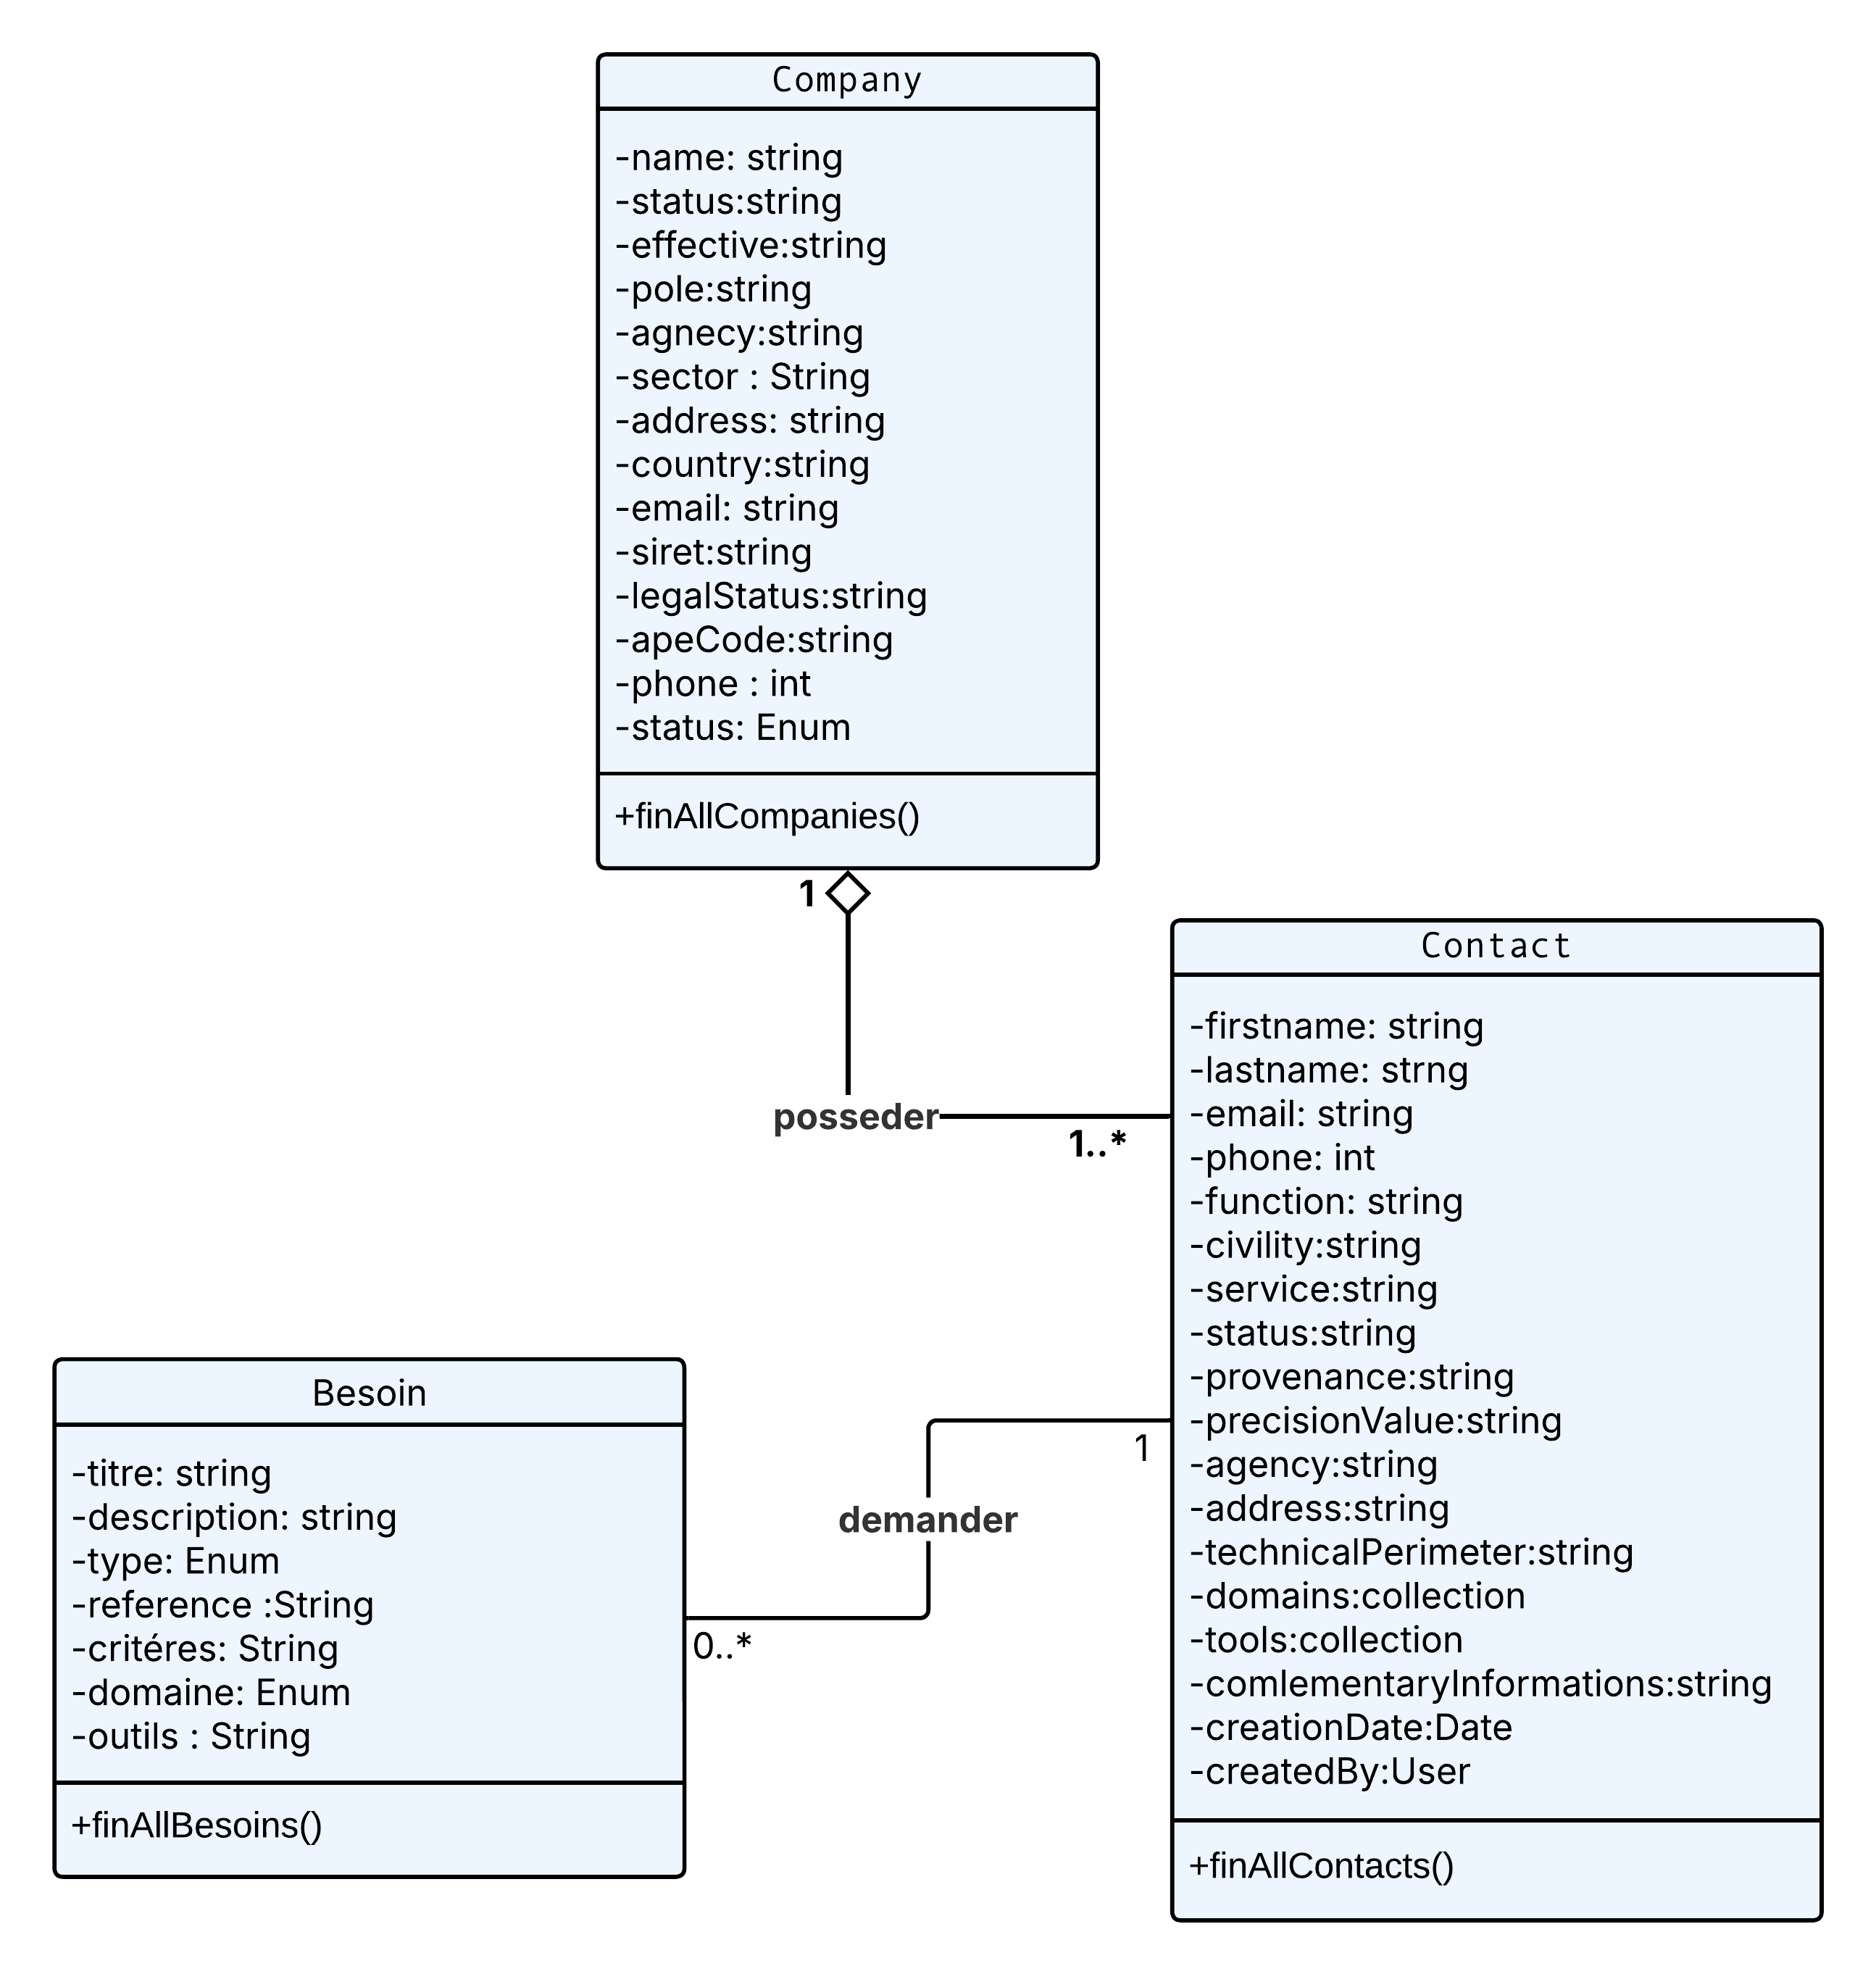 Company
-name: string
-status:string
-effective:string
-pole:string
-agnecy:string
-sector : String
-address: string
-country:string
-email: string
-siret:string
-legalStatus:string
-apeCode:string
-phone : int
-status: Enum
+finAllCompanies()
1
posseder
1..*
Contact
-firstname: string
-lastname: strng
-email: string
-phone: int
-function: string
-civility:string
-service:string
-status:string
-provenance:string
-precisionValue:string
-agency:string
-address:string
-technicalPerimeter:string
-domains:collection
-tools:collection
-comlementaryInformations:string
-creationDate:Date
-createdBy:User
+finAllContacts()
1
demander
0..*
Besoin
-titre: string
-description: string
-type: Enum
-reference :String
-critéres: String
-domaine: Enum
-outils : String
+finAllBesoins()